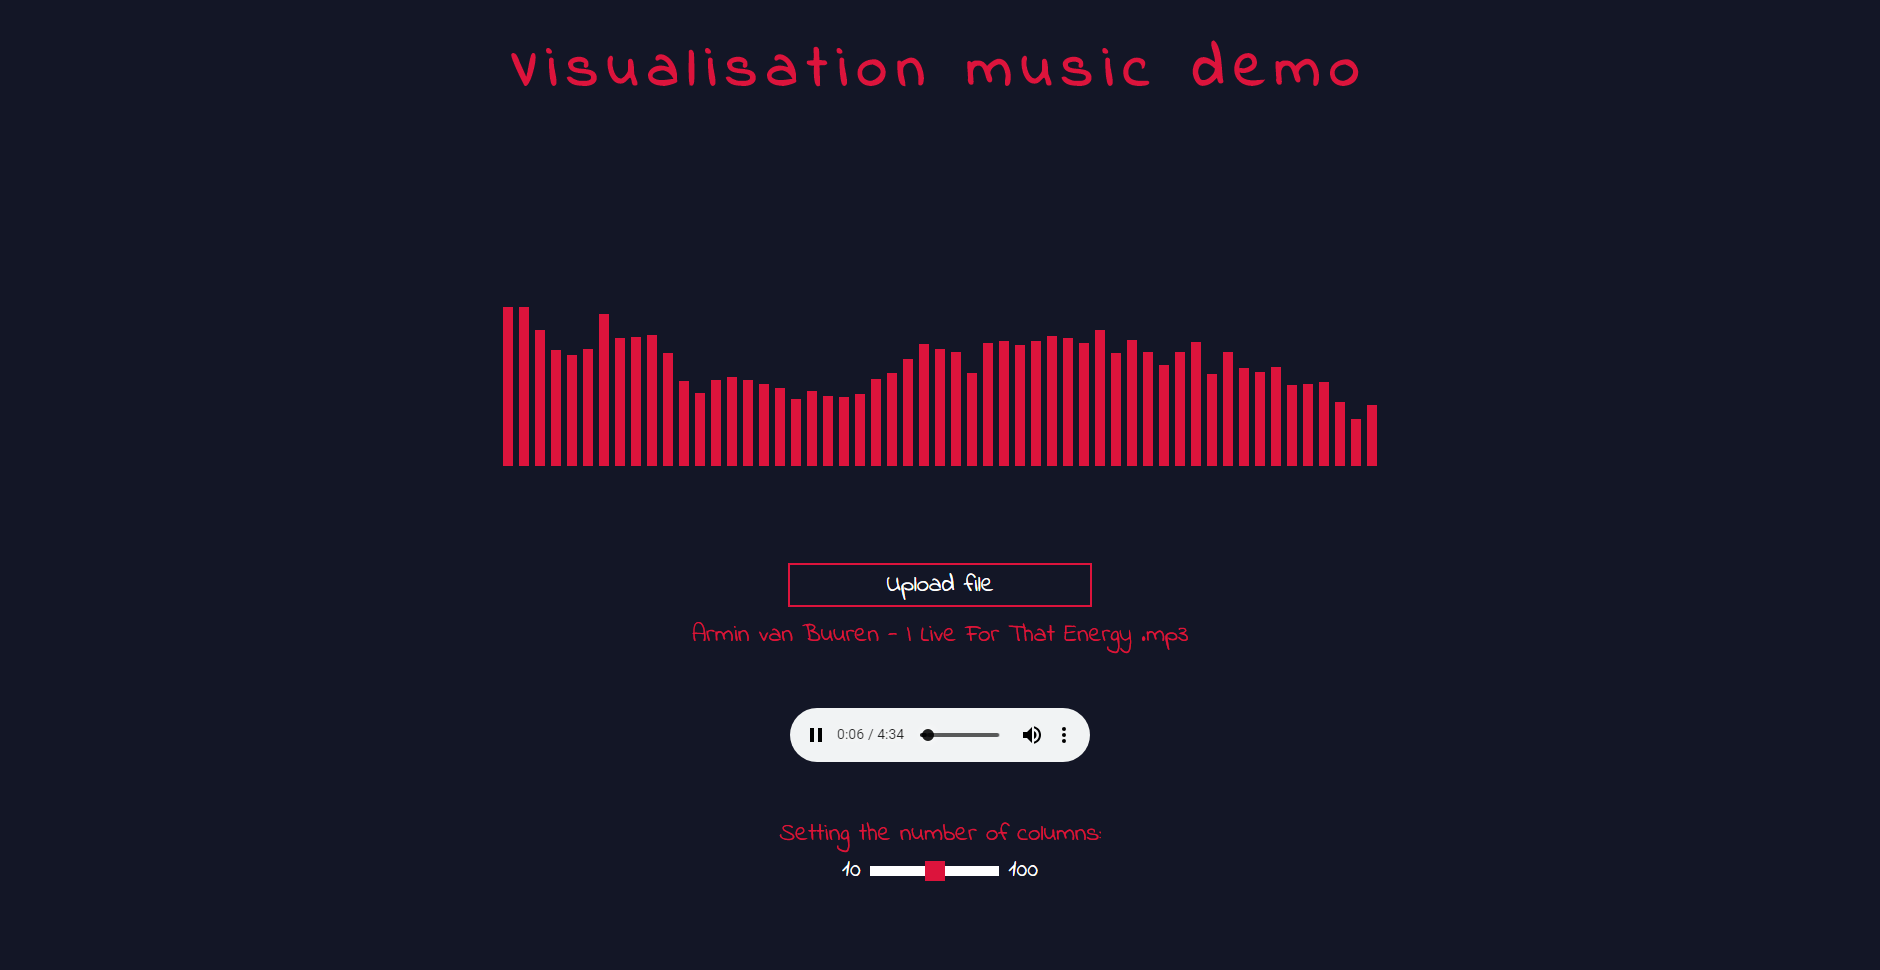 visualisation music demo
Upload file
Armin van Buuren - I Live For That Energy .mp3
0:06 / 4:34
Setting the number of columns:
10 100